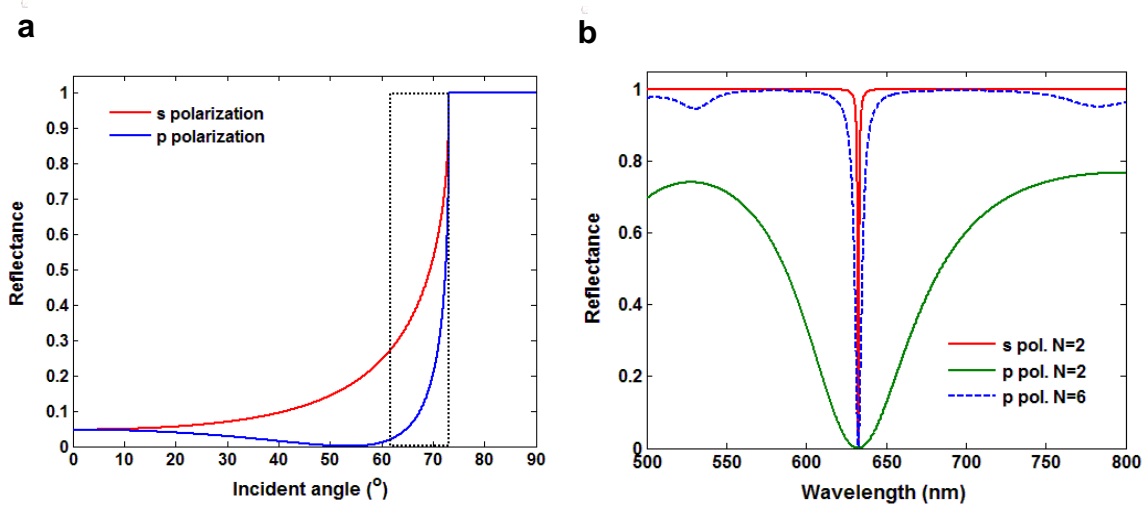 a
b
Reflectance
1
0.9
0.8
0.7
0.6
0.5
0.4
0.3
0.2
0.1
0
s polarization
p polarization
0 10 20 30 40 50 60 70 80 90
Incident angle (o)
Reflectance
1
0.8
0.6
0.4
0.2
0
s pol. N=2
p pol. N=2
p pol. N=6
500 550 600 650 700 750 800
Wavelength (nm)